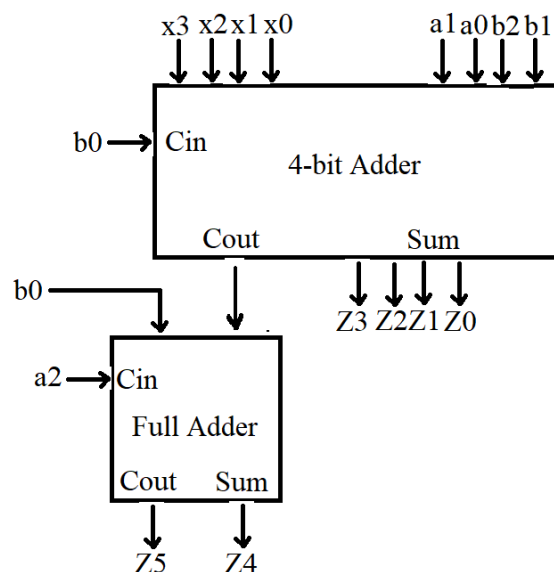 x3 x2 x1 x0 a1 a0 b2 b1
b0 Cin
4-bit Adder
Cout Sum
b0
Z3 Z2 Z1 Z0
a2 Cin
Full Adder
Cout Sum
Z5 Z4